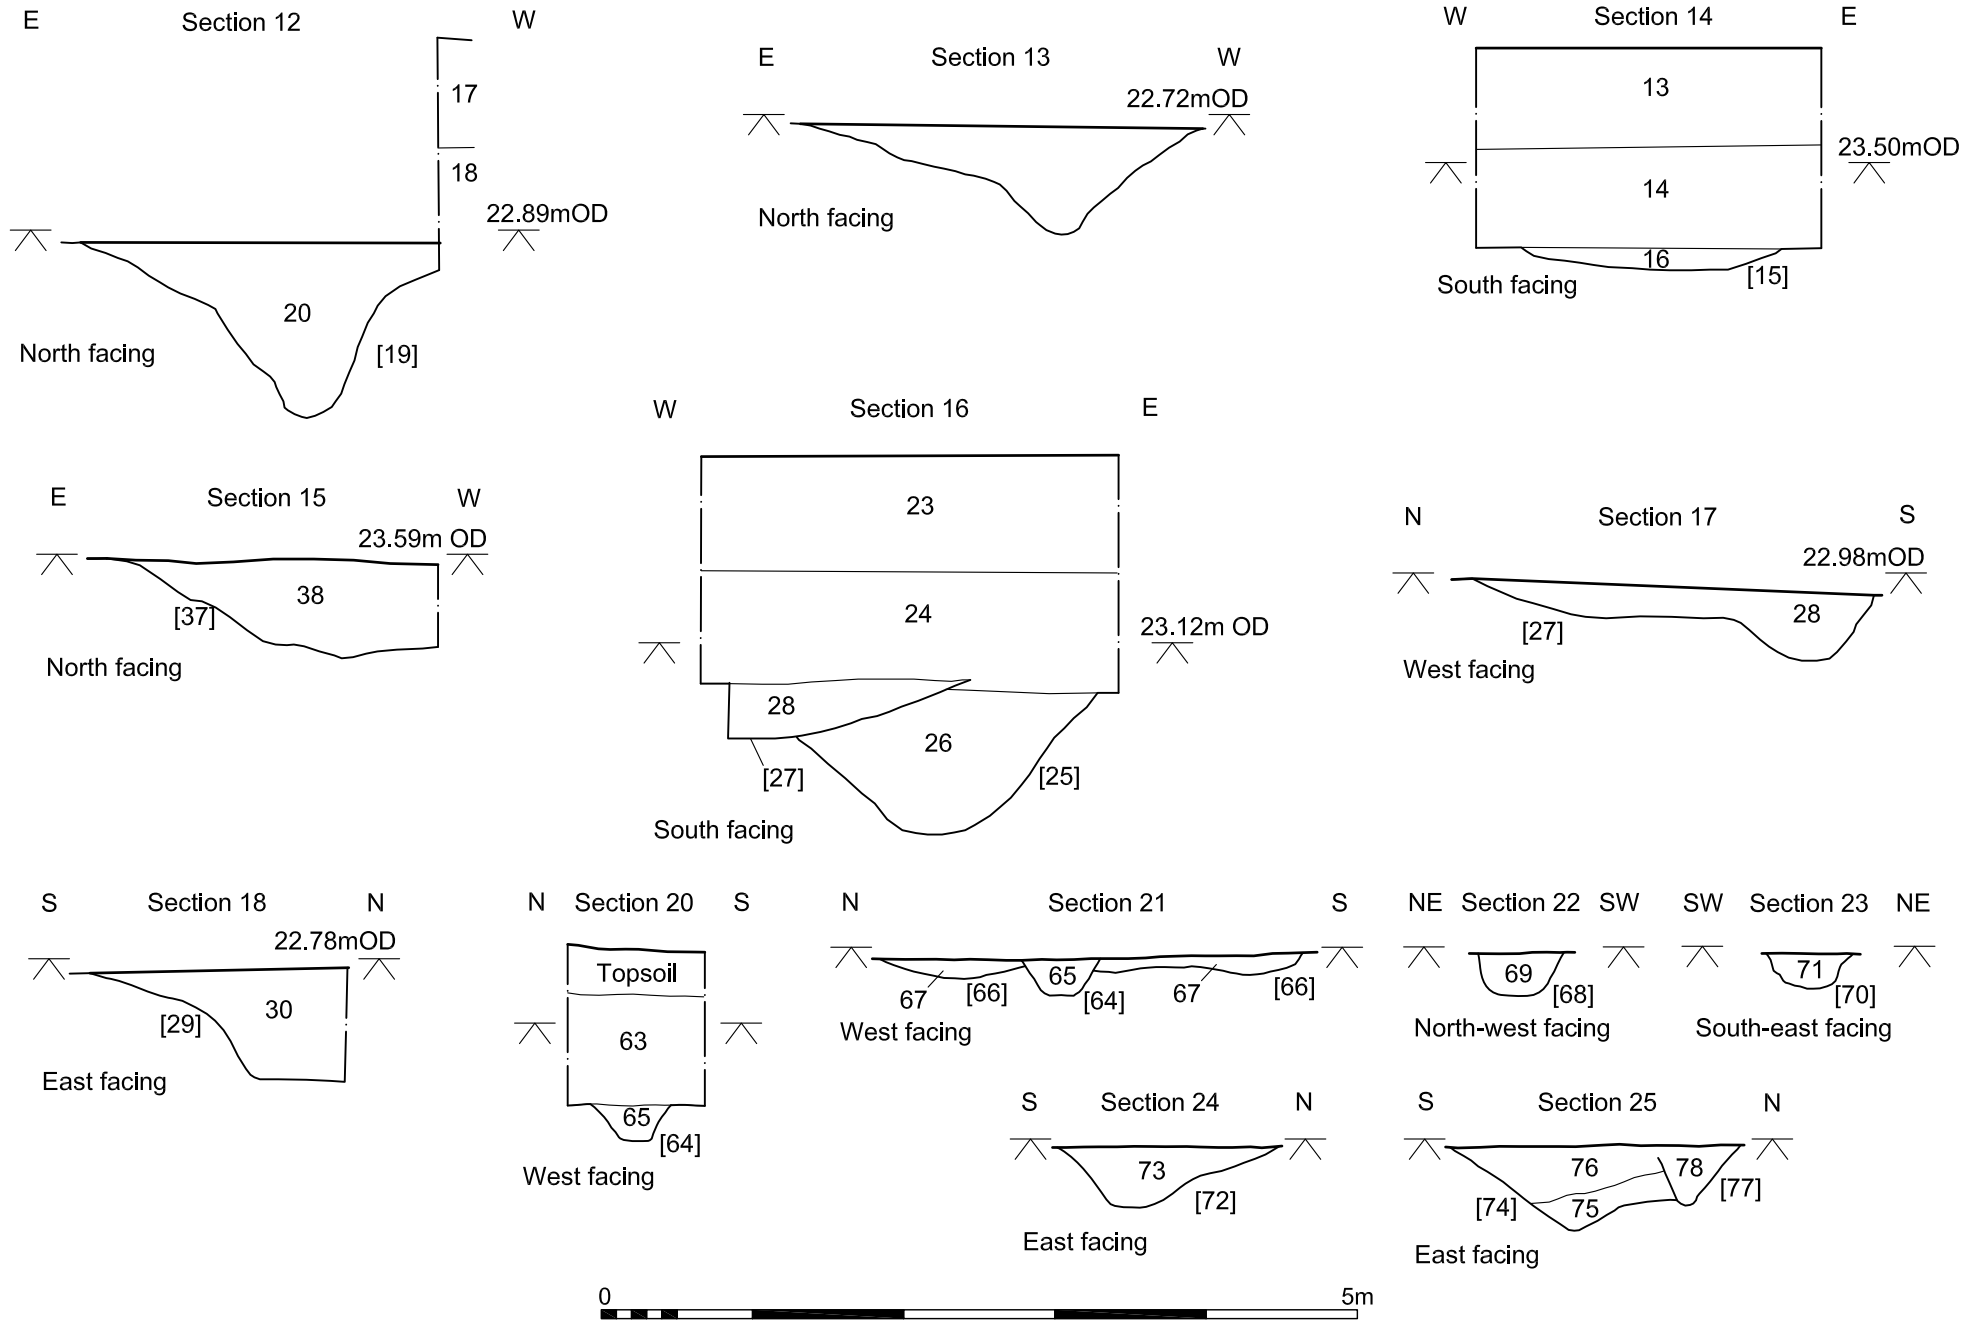 E Section 12 W
17
18
22.89mOD
20
[19]
North facing
E Section 13 W
22.72mOD
North facing
W Section 14 E
13
23.50mOD
14
16
[15]
South facing
E Section 15 W
23.59m OD
38
[37]
North facing
W Section 16 E
23
24
23.12m OD
28
26
[27]
[25]
South facing
N Section 17 S
22.98mOD
28
[27]
West facing
S Section 18 N
22.78mOD
30
[29]
East facing
N Section 20 S
Topsoil
63
65
[64]
West facing
N Section 21 S
67 [66] 65 [64] 67 [66]
West facing
NE Section 22 SW
69
[68]
North-west facing
SW Section 23 NE
71
[70]
South-east facing
S Section 24 N
73
[72]
East facing
S Section 25 N
76 78
[74] 75 [77]
East facing
0 5m